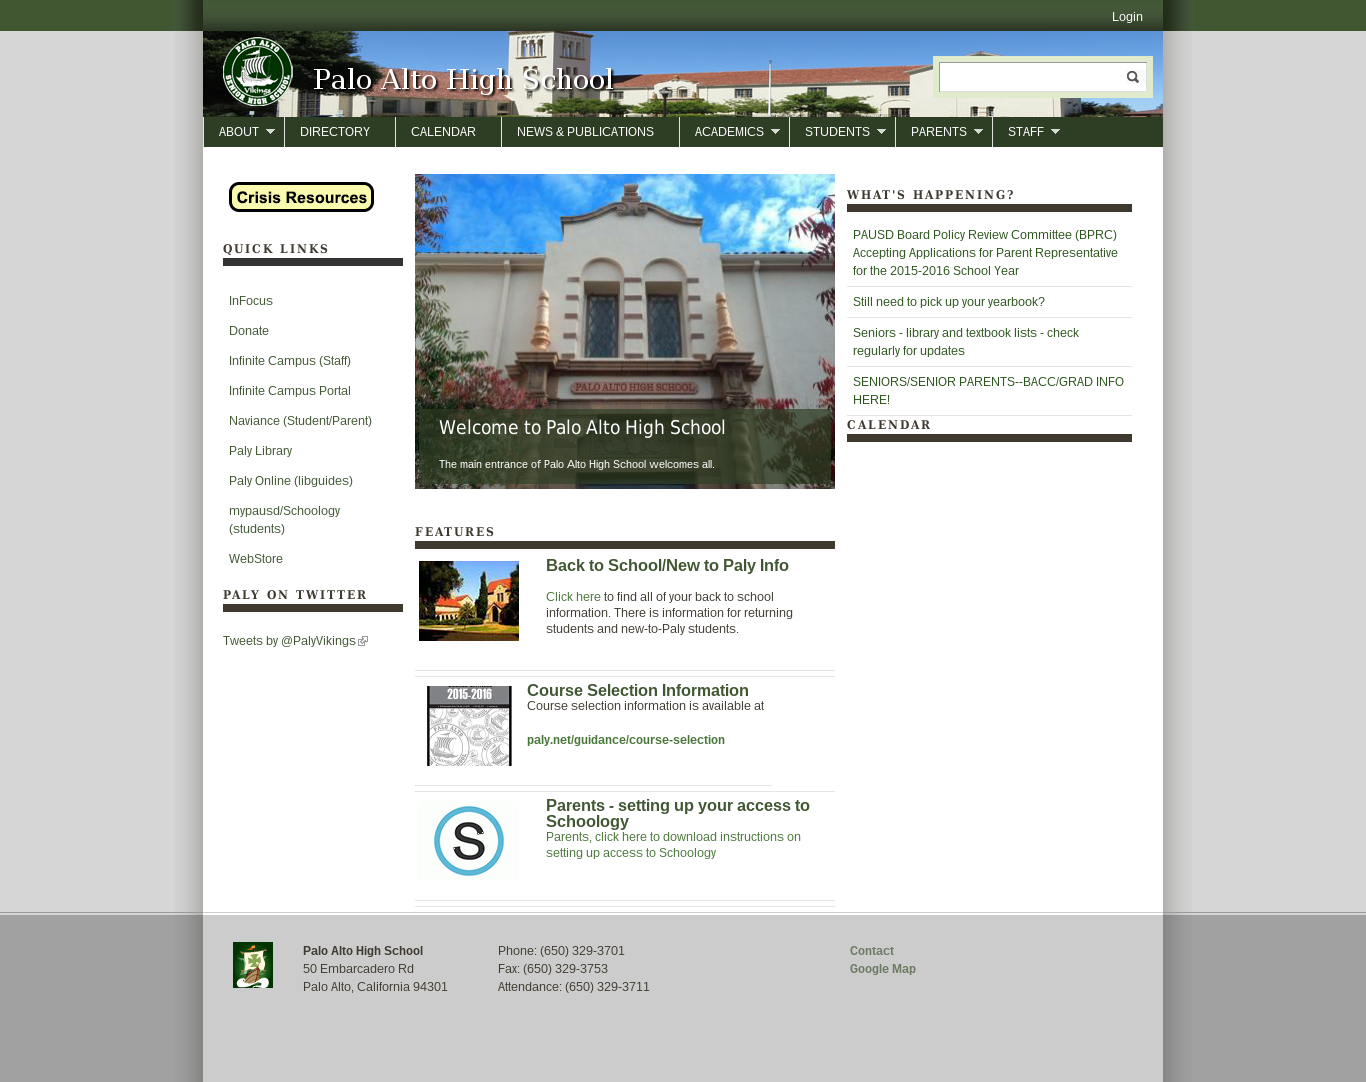 Login
PALO ALTO
Vikings
SENIOR HIGH SCHOOL
Palo Alto High School
ABOUT
DIRECTORY
CALENDAR
NEWS & PUBLICATIONS
ACADEMICS
STUDENTS
PARENTS
STAFF
Crisis Resources
QUICK LINKS
InFocus
Donate
Infinite Campus (Staff)
Infinite Campus Portal
Naviance (Student/Parent)
Paly Library
Paly Online (libguides)
mypausd/Schoology
(students)
WebStore
PALY ON TWITTER
Tweets by @PalyVikings
PALO ALTO HIGH SCHOOL
Welcome to Palo Alto High School
The main entrance of Palo Alto High School welcomes all.
FEATURES
Back to School/New to Paly Info
Click here to find all of your back to school
information. There is information for returning
students and new-to-Paly students.
2015-2016
Course Selection Information
Course selection information is available at
paly.net/guidance/course-selection
S
Parents - setting up your access to
Schoology
Parents, click here to download instructions on
setting up access to Schoology
WHAT'S HAPPENING?
PAUSD Board Policy Review Committee (BPRC)
Accepting Applications for Parent Representative
for the 2015-2016 School Year
Still need to pick up your yearbook?
Seniors - library and textbook lists - check
regularly for updates
SENIORS/SENIOR PARENTS--BACC/GRAD INFO
HERE!
CALENDAR
Palo Alto High School
50 Embarcadero Rd
Palo Alto, California 94301
Phone: (650) 329-3701
Fax: (650) 329-3753
Attendance: (650) 329-3711
Contact
Google Map